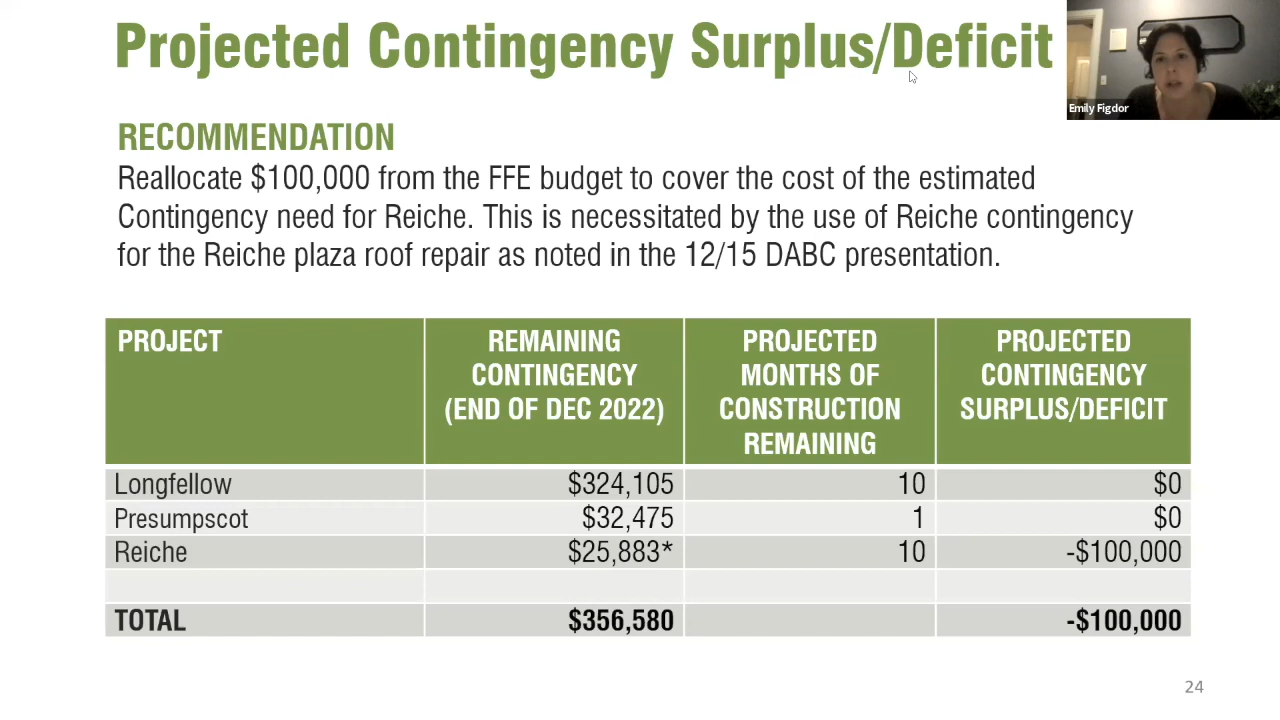 Projected Contingency Surplus/Deficit
Emily Figdor
RECOMMENDATION
Reallocate $100,000 from the FFE budget to cover the cost of the estimated
Contingency need for Reiche. This is necessitated by the use of Reiche contingency
for the Reiche plaza roof repair as noted in the 12/15 DABC presentation.
PROJECT REMAINING CONTINGENCY (END OF DEC 2022) PROJECTED MONTHS OF CONSTRUCTION REMAINING PROJECTED CONTINGENCY SURPLUS/DEFICIT
Longfellow $324,105 10 $0
Presumpscot $32,475 1 $0
Reiche $25,883* 10 -$100,000
TOTAL $356,580 -$100,000
24